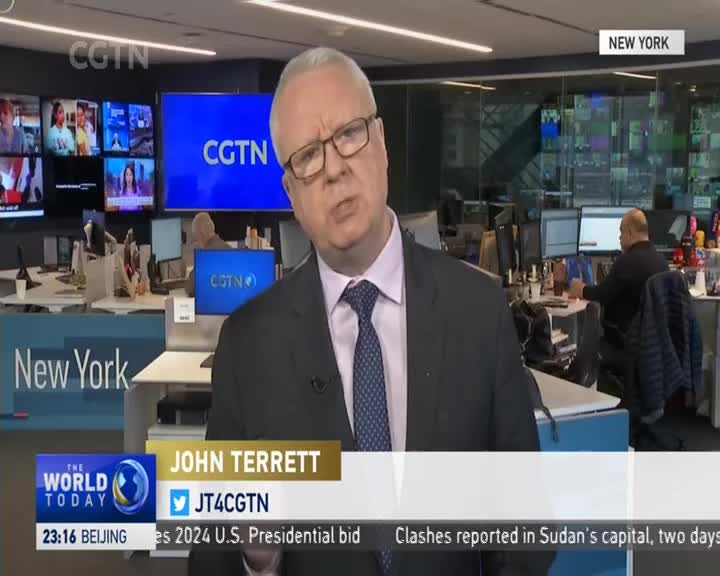 CGTN
NEW YORK
CGTN
CGTN
New York
JOHN TERRETT
JT4CGTN
THE
WORLD
TODAY
23:16 BEIJING
es 2024 U.S. Presidential bid Clashes reported in Sudan's capital, two days